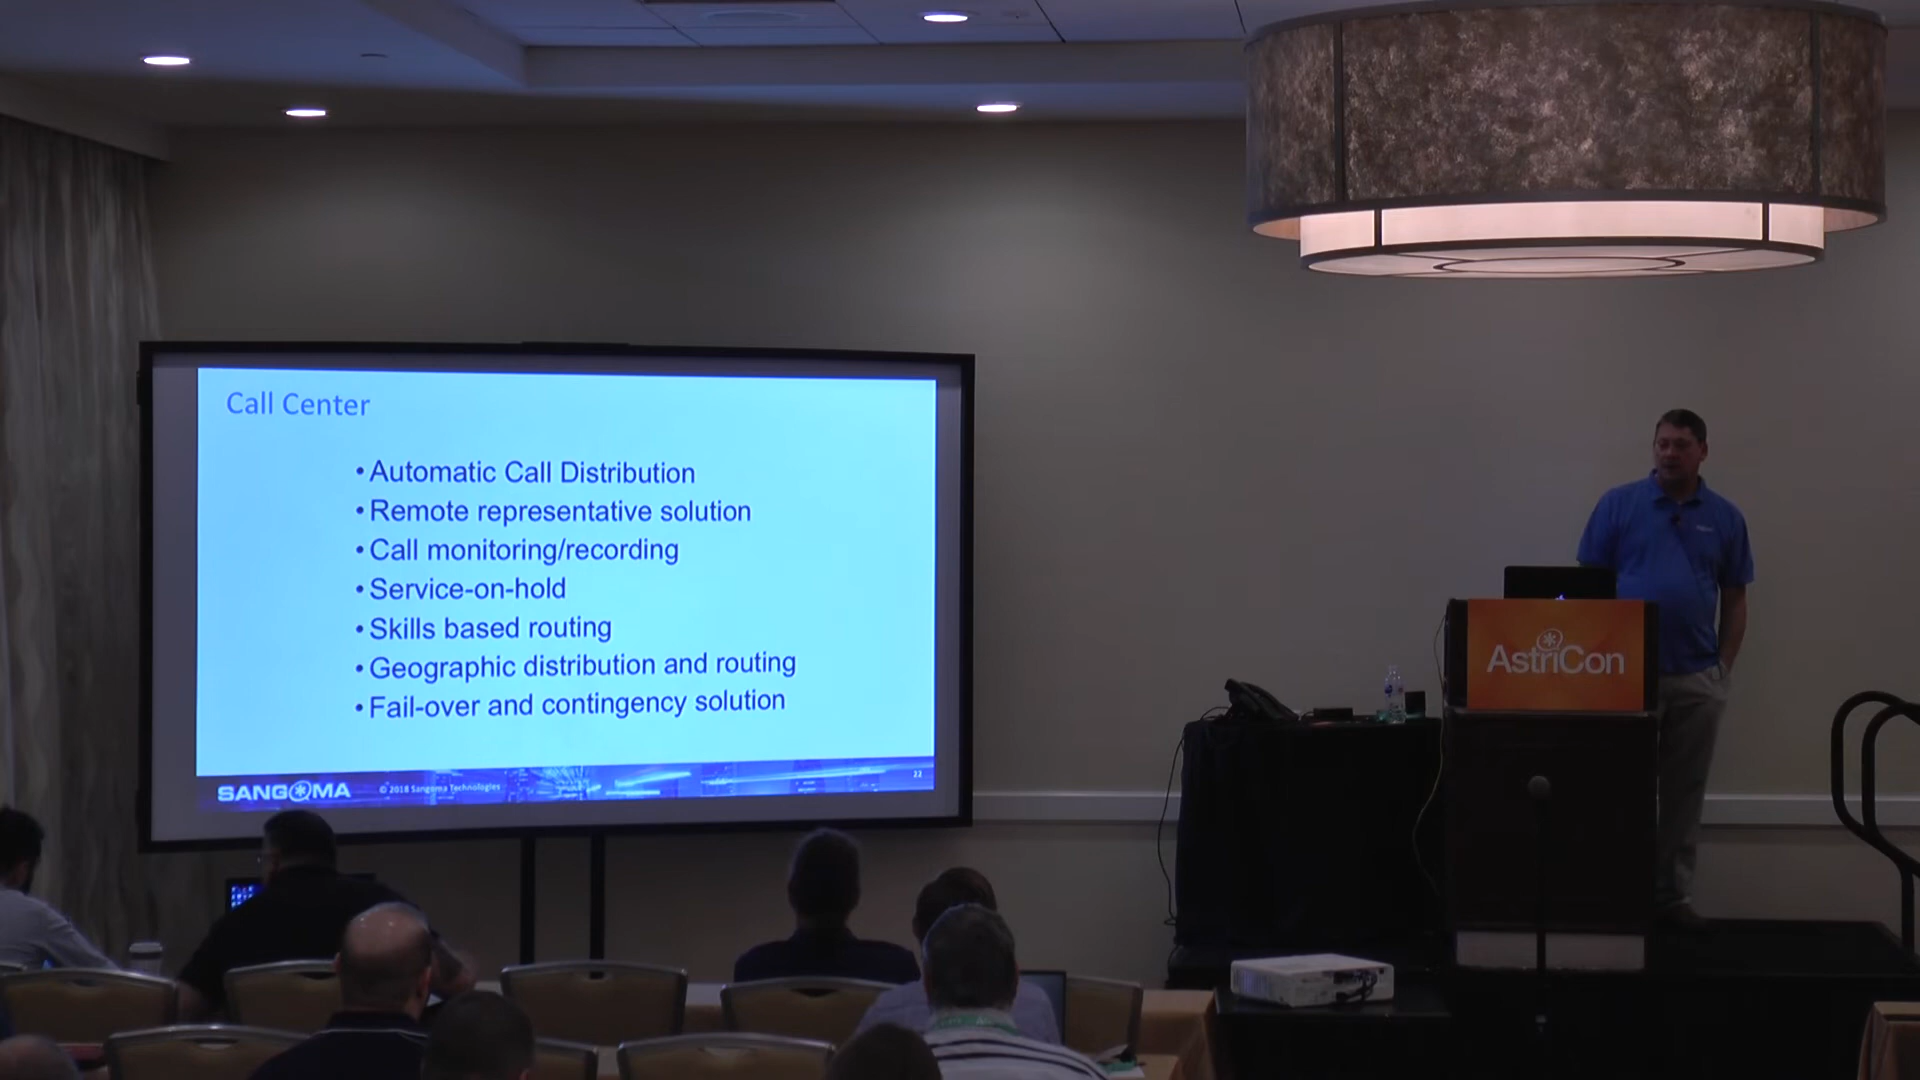 Call Center
• Automatic Call Distribution
• Remote representative solution
• Call monitoring/recording
• Service-on-hold
• Skills based routing
• Geographic distribution and routing
• Fail-over and contingency solution
SANGOMA
© 2018 Sangoma Technologies
22
AstriCon